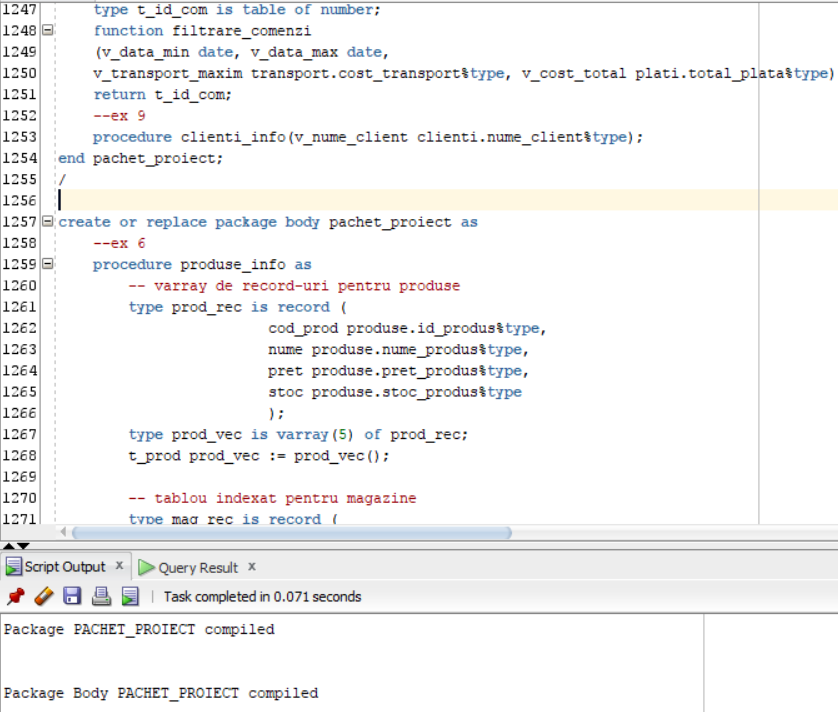 1247 type t_id_com is table of number;
1248 function filtrare_comenzi
1249 (v_data_min date, v_data_max date,
1250 v_transport_maxim transport.cost_transport%type, v_cost_total plati.total_plata%type)
1251 return t_id_com;
1252 --ex 9
1253 procedure clienti_info(v_nume_client clienti.nume_client%type);
1254 end pachet_proiect;
1255 /
1256
1257 create or replace package body pachet_proiect as
1258 --ex 6
1259 procedure produse_info as
1260 -- varray de record-uri pentru produse
1261 type prod_rec is record (
1262 cod_prod produse.id_produs%type,
1263 nume produse.nume_produs%type,
1264 pret produse.pret_produs%type,
1265 stoc produse.stoc_produs%type
1266 );
1267 type prod_vec is varray(5) of prod_rec;
1268 t_prod prod_vec := prod_vec();
1269
1270 -- tablou indexat pentru magazine
1271 type mag_rec is record (
Script Output x Query Result x
Task completed in 0.071 seconds
Package PACHET_PROIECT compiled
Package Body PACHET_PROIECT compiled